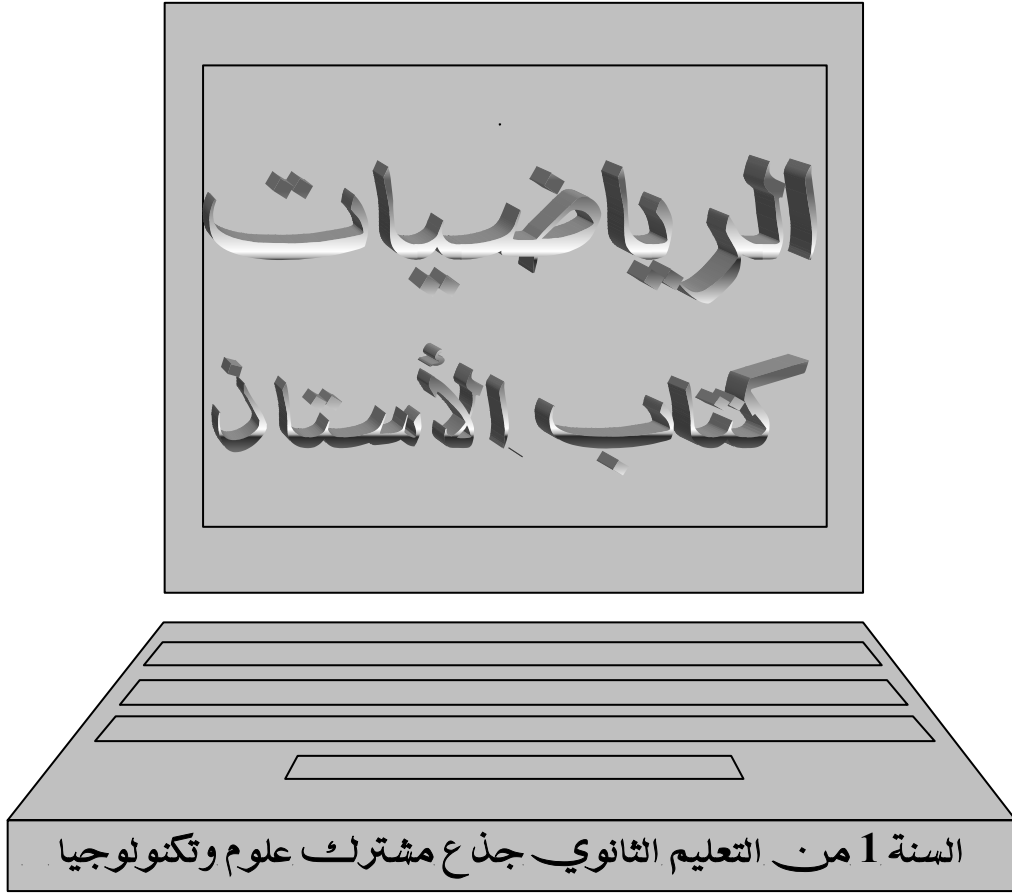 الرياضيات
كتاب الأستاذ
السنة 1 من التعليم الثانوي جذع مشترك علوم وتكنولوجيا